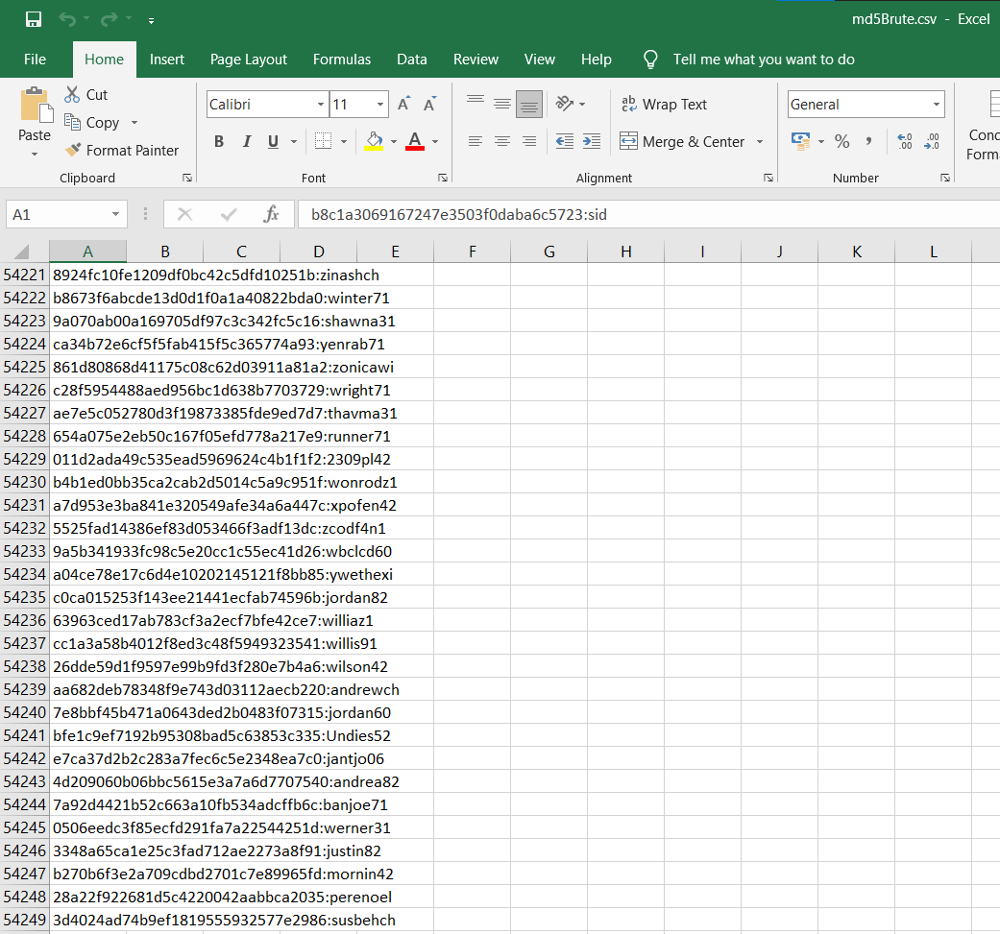 md5Brute.csv - Excel
File Home Insert Page Layout Formulas Data Review View Help Tell me what you want to do
Paste
Cut
Copy
Format Painter
Clipboard
Calibri 11 A A
B I U A
Font
Wrap Text
Merge & Center
Alignment
General
% , .0 .00 .00 .0
Number
Cond
Forma
A1 fx b8c1a3069167247e3503f0daba6c5723:sid
A B C D E F G H I J K L
54221 8924fc10fe1209df0bc42c5dfd10251b:zinashch
54222 b8673f6abcde13d0d1f0a1a40822bda0:winter71
54223 9a070ab00a169705df97c3c342fc5c16:shawna31
54224 ca34b72e6cf5f5fab415f5c365774a93:yenrab71
54225 861d80868d41175c08c62d03911a81a2:zonicawi
54226 c28f5954488aed956bc1d638b7703729:wright71
54227 ae7e5c052780d3f19873385fde9ed7d7:thavma31
54228 654a075e2eb50c167f05efd778a217e9:runner71
54229 011d2ada49c535ead5969624c4b1f1f2:2309pl42
54230 b4b1ed0bb35ca2cab2d5014c5a9c951f:wonrodz1
54231 a7d953e3ba841e320549afe34a6a447c:xpofen42
54232 5525fad14386ef83d053466f3adf13dc:zcodf4n1
54233 9a5b341933fc98c5e20cc1c55ec41d26:wbclcd60
54234 a04ce78e17c6d4e10202145121f8bb85:ywethexi
54235 c0ca015253f143ee21441ecfab74596b:jordan82
54236 63963ced17ab783cf3a2ecf7bfe42ce7:williaz1
54237 cc1a3a58b4012f8ed3c48f5949323541:willis91
54238 26dde59d1f9597e99b9fd3f280e7b4a6:wilson42
54239 aa682deb78348f9e743d03112aecb220:andrewch
54240 7e8bbf45b471a0643ded2b0483f07315:jordan60
54241 bfe1c9ef7192b95308bad5c63853c335:Undies52
54242 e7ca37d2b2c283a7fec6c5e2348ea7c0:jantjo06
54243 4d209060b06bbc5615e3a7a6d7707540:andrea82
54244 7a92d4421b52c663a10fb534adcffb6c:banjoe71
54245 0506eedc3f85ecfd291fa7a22544251d:werner31
54246 3348a65ca1e25c3fad712ae2273a8f91:justin82
54247 b270b6f3e2a709cdbd2701c7e89965fd:mornin42
54248 28a22f922681d5c4220042aabbca2035:perenoel
54249 3d4024ad74b9ef1819555932577e2986:susbehch